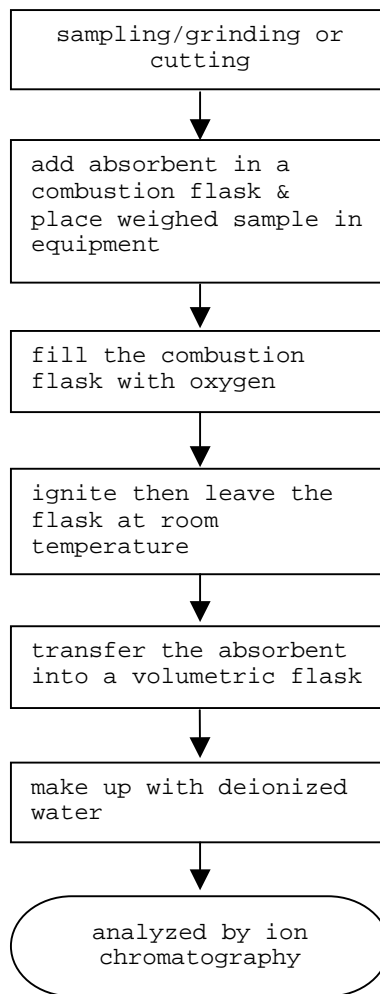 sampling/grinding or
cutting
add absorbent in a
combustion flask &
place weighed sample in
equipment
fill the combustion
flask with oxygen
ignite then leave the
flask at room
temperature
transfer the absorbent
into a volumetric flask
make up with deionized
water
analyzed by ion
chromatography